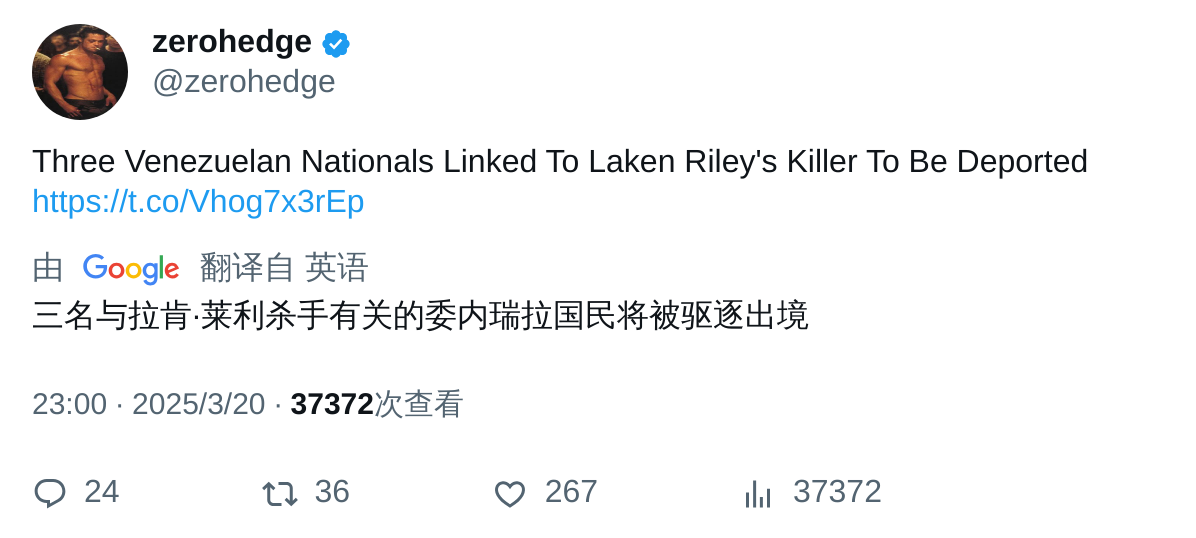 zerohedge
@zerohedge
Three Venezuelan Nationals Linked To Laken Riley's Killer To Be Deported
https://t.co/Vhog7x3rEp
由 Google 翻译自 英语
三名与拉肯·莱利杀手有关的委内瑞拉国民将被驱逐出境
23:00 · 2025/3/20 · 37372次查看
24 36 267 37372